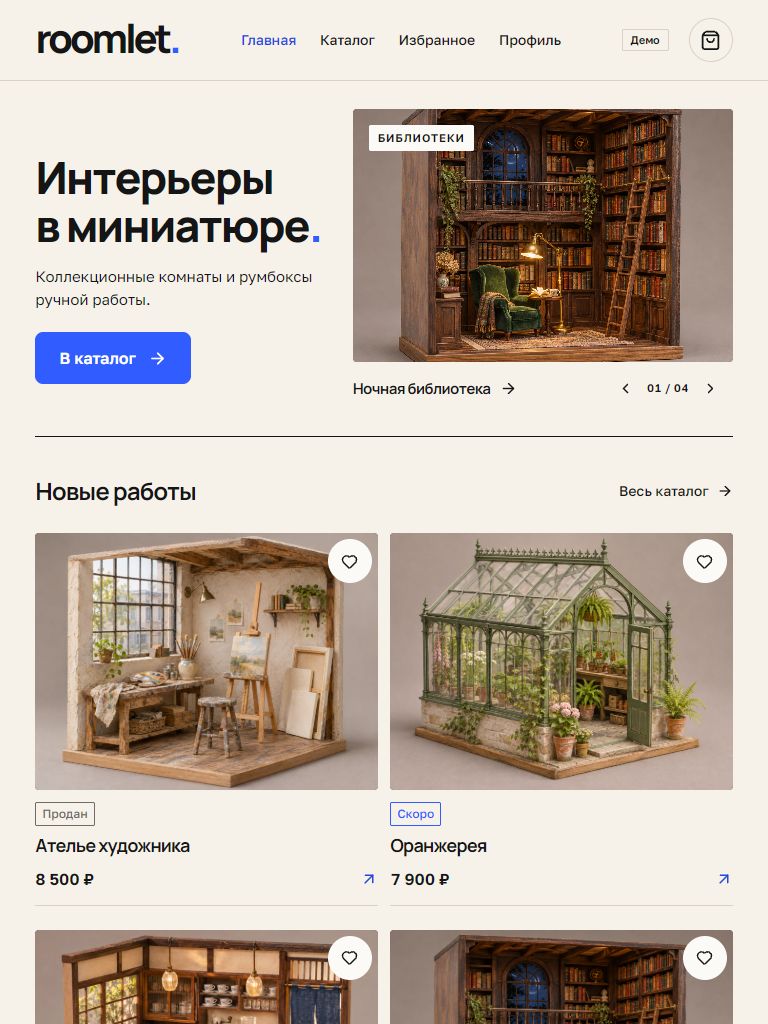 roomlet.
Главная
Каталог
Избранное
Профиль
Демо
БИБЛИОТЕКИ
Интерьеры
в миниатюре.
Коллекционные комнаты и румбоксы
ручной работы.
В каталог
Ночная библиотека
01 / 04
Новые работы
Весь каталог
Продан
Ателье художника
8 500 ₽
Скоро
Оранжерея
7 900 ₽